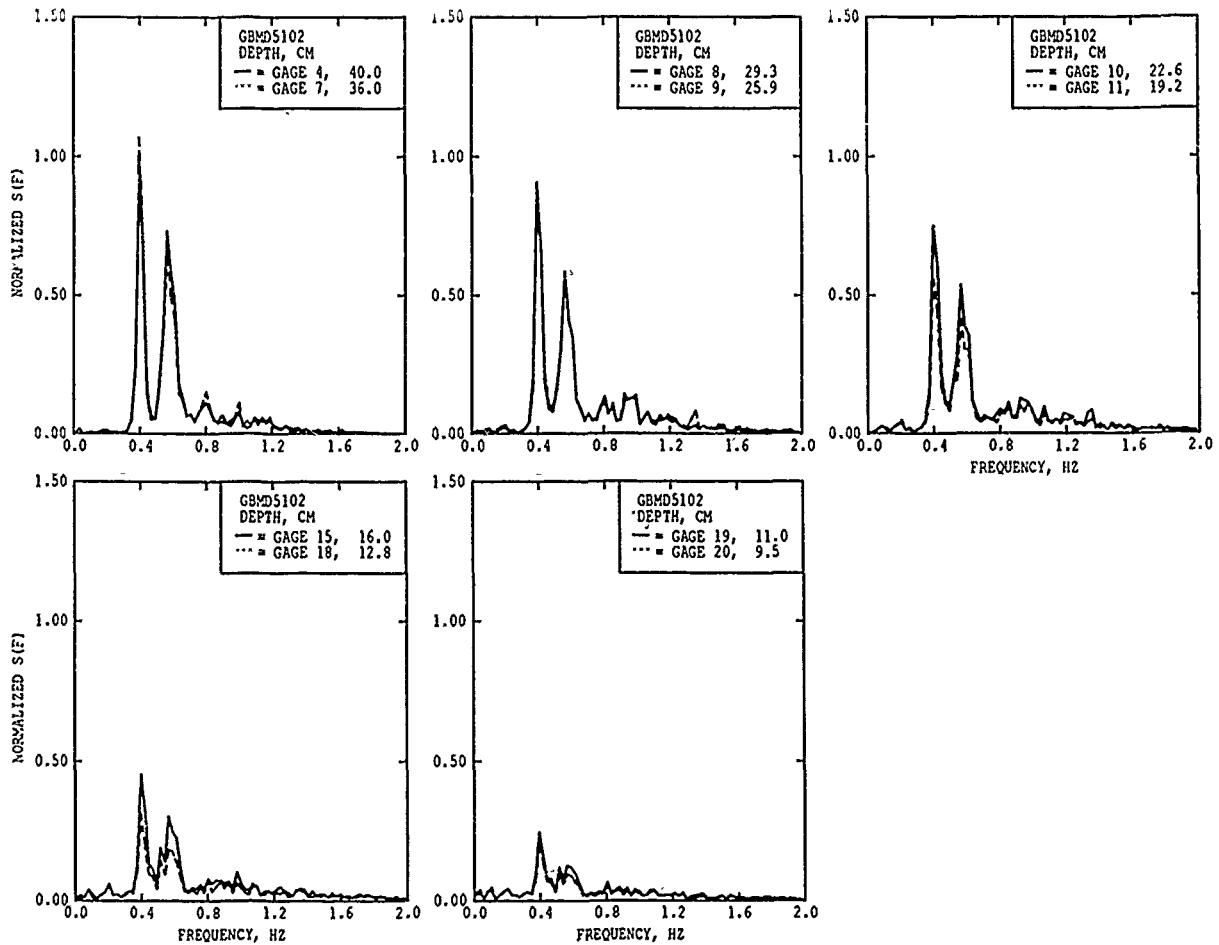 1.50
GBMD5102
DEPTH, CM
— = GAGE 4, 40.0
---- = GAGE 7, 36.0
1.00
0.50
0.00
NORMALIZED S(F)
0.0 0.4 0.8 1.2 1.6 2.0
1.50
GBMD5102
DEPTH, CM
— = GAGE 8, 29.3
---- = GAGE 9, 25.9
1.00
0.50
0.00
0.0 0.4 0.8 1.2 1.6 2.0
1.50
GBMD5102
DEPTH, CM
— = GAGE 10, 22.6
---- = GAGE 11, 19.2
1.00
0.50
0.00
0.0 0.4 0.8 1.2 1.6 2.0
FREQUENCY, HZ
1.50
GBMD5102
DEPTH, CM
— = GAGE 15, 16.0
---- = GAGE 18, 12.8
1.00
0.50
0.00
NORMALIZED S(F)
0.0 0.4 0.8 1.2 1.6 2.0
FREQUENCY, HZ
1.50
GBMD5102
DEPTH, CM
— = GAGE 19, 11.0
---- = GAGE 20, 9.5
1.00
0.50
0.00
0.0 0.4 0.8 1.2 1.6 2.0
FREQUENCY, HZ